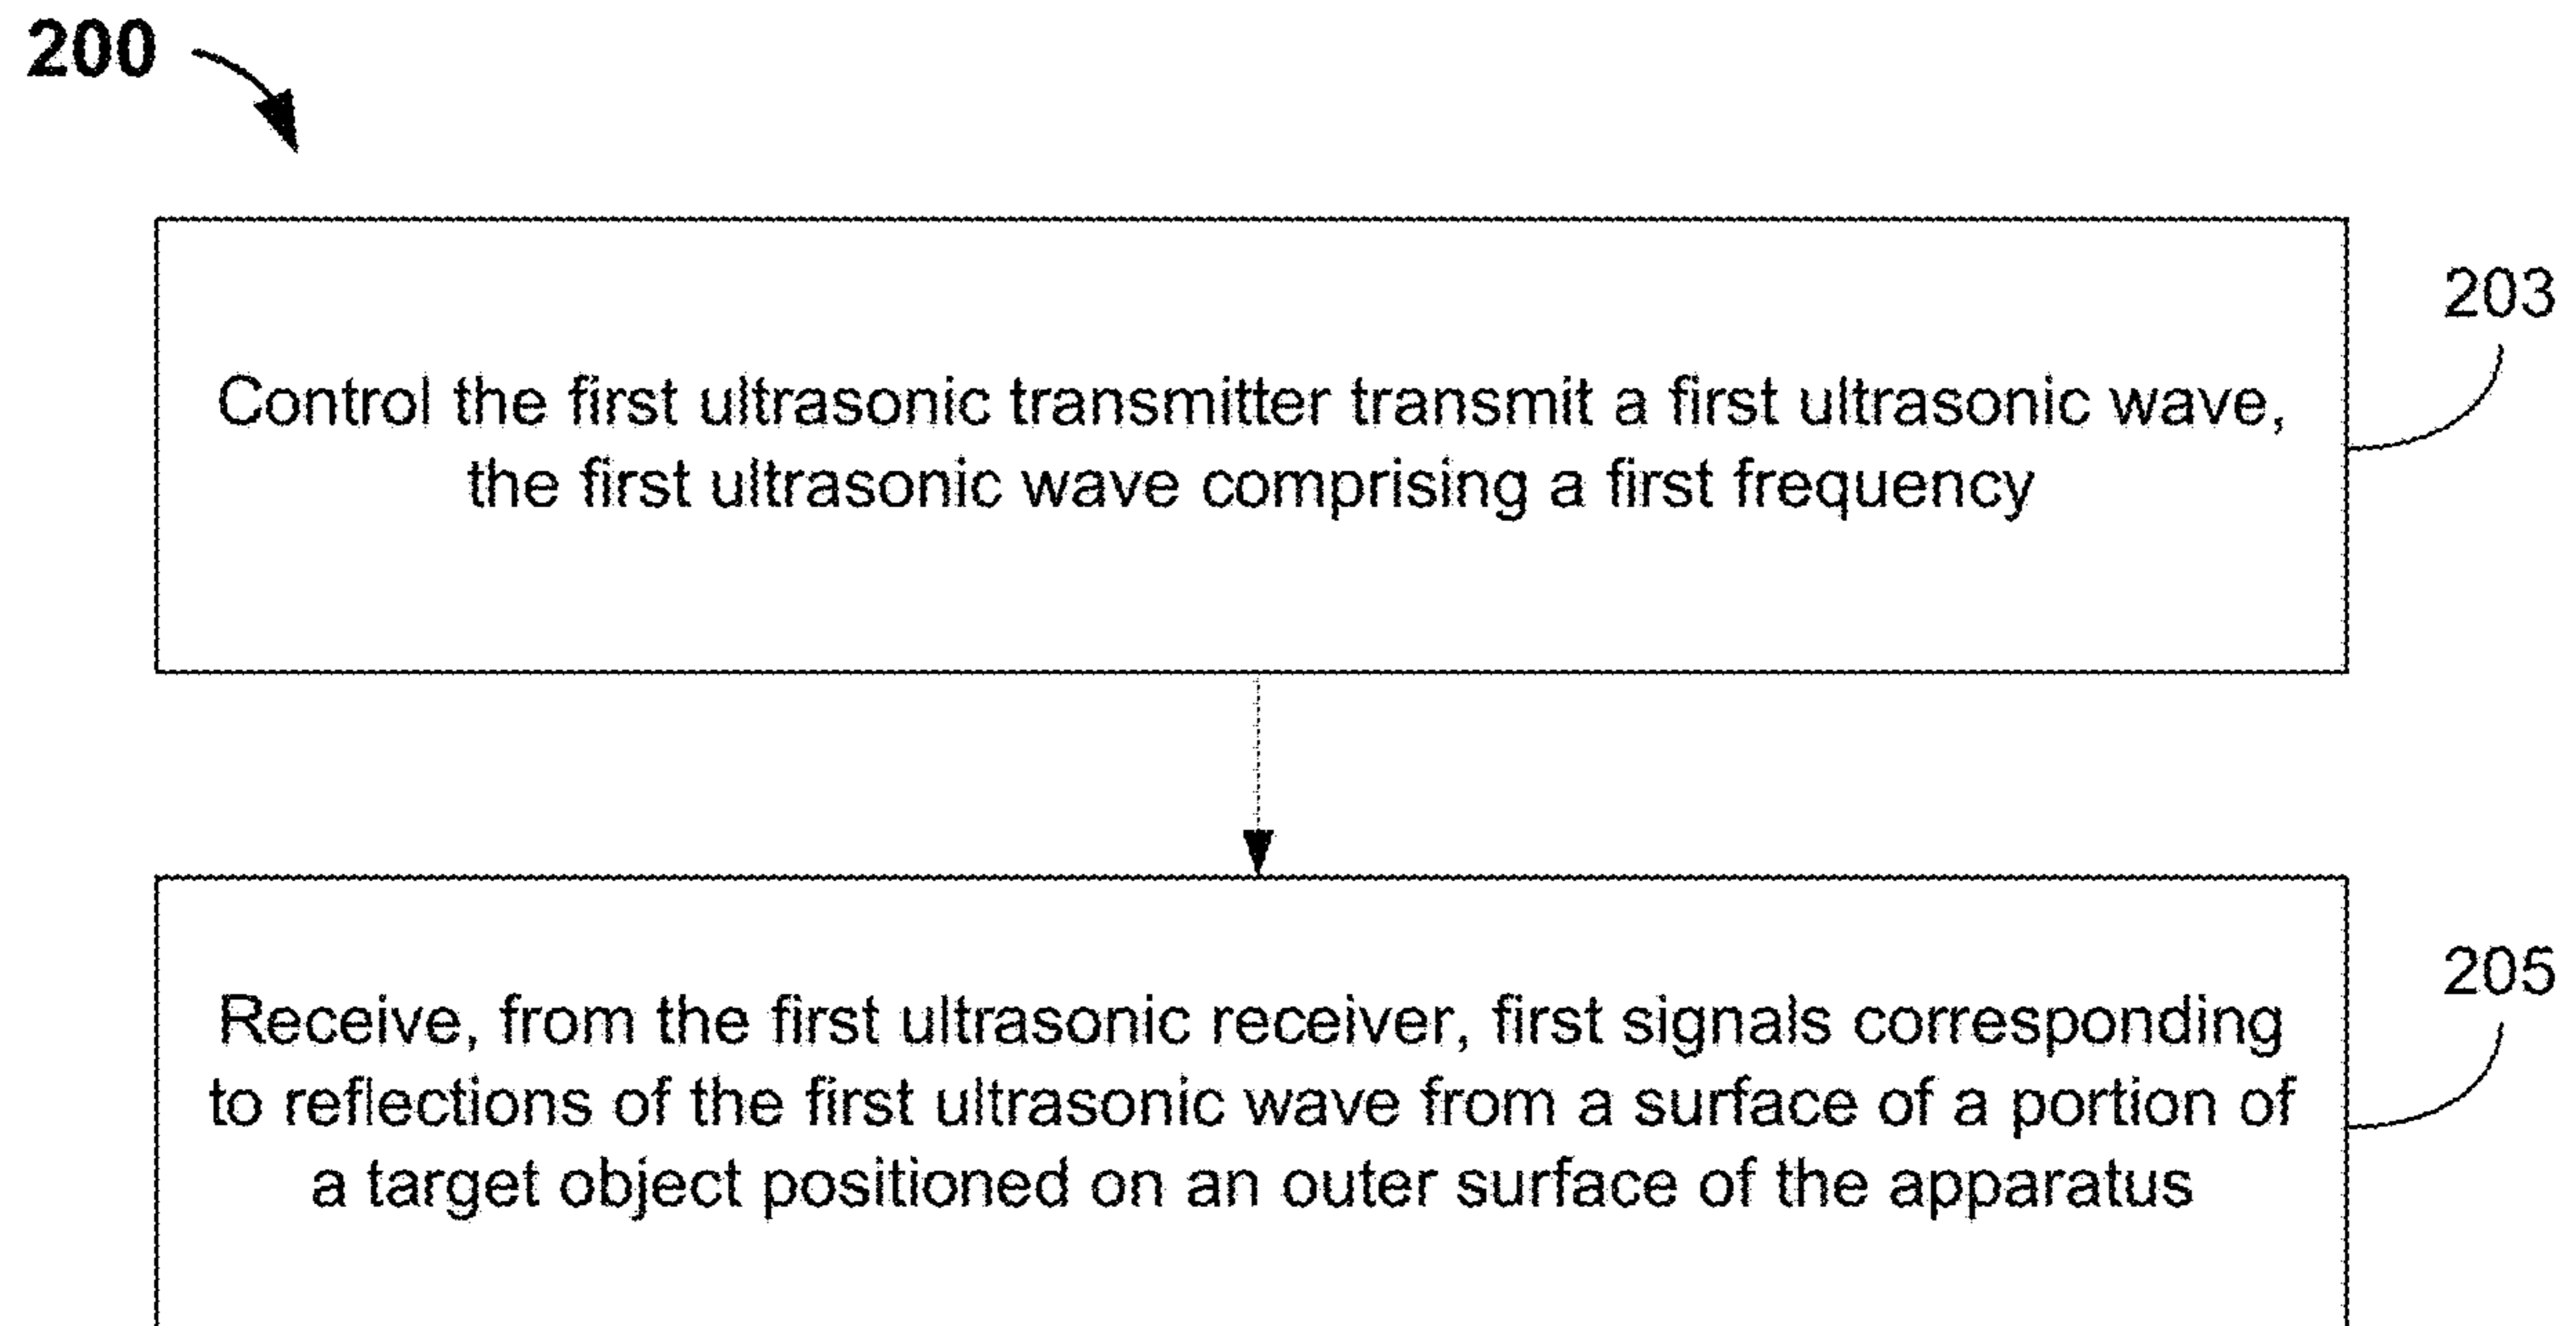 200
203
Control the first ultrasonic transmitter transmit a first ultrasonic wave,
the first ultrasonic wave comprising a first frequency
205
Receive, from the first ultrasonic receiver, first signals corresponding
to reflections of the first ultrasonic wave from a surface of a portion of
a target object positioned on an outer surface of the apparatus